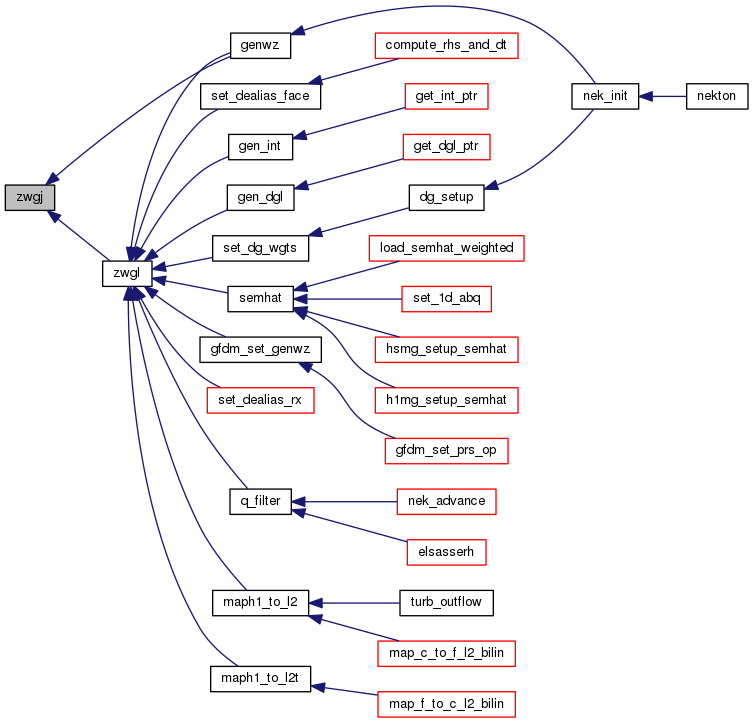 genwz
compute_rhs_and_dt
set_dealias_face
nek_init
nekton
get_int_ptr
gen_int
get_dgl_ptr
zwgj
gen_dgl
dg_setup
set_dg_wgts
load_semhat_weighted
zwgl
semhat
set_1d_abq
gfdm_set_genwz
hsmg_setup_semhat
set_dealias_rx
h1mg_setup_semhat
gfdm_set_prs_op
q_filter
nek_advance
elsasserh
maph1_to_l2
turb_outflow
map_c_to_f_l2_bilin
maph1_to_l2t
map_f_to_c_l2_bilin